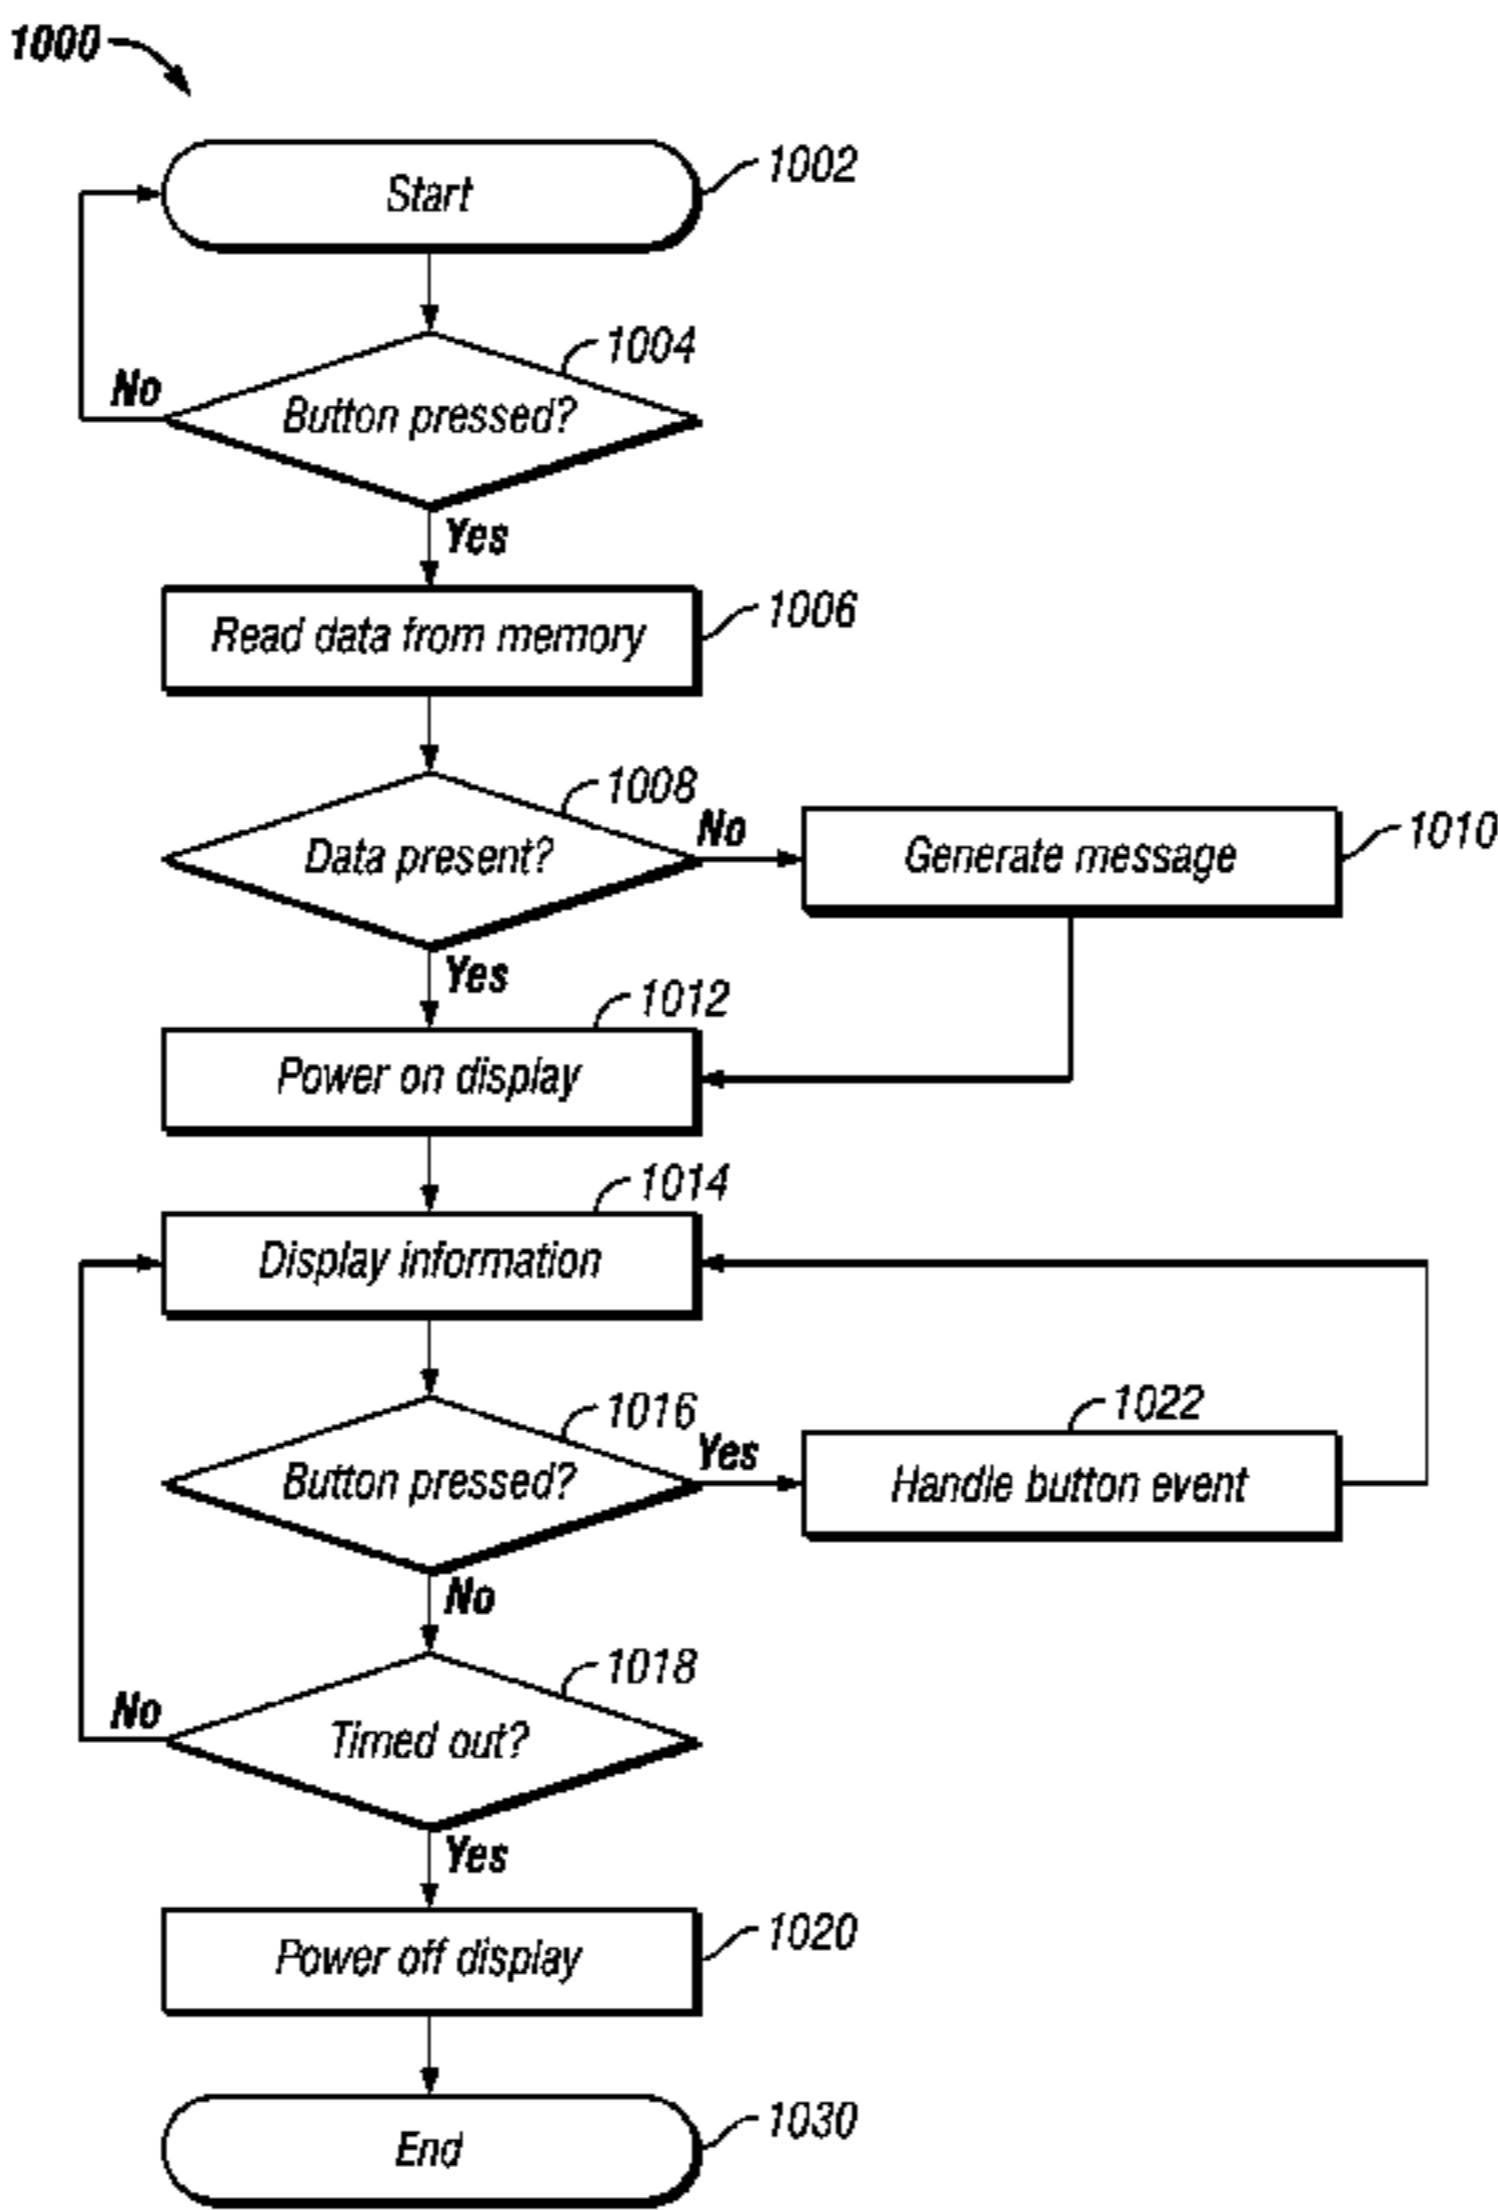 1000
Start
1002
1004
No
Button pressed?
Yes
Read data from memory
1006
1008
Data present?
No
Generate message
1010
Yes
1012
Power on display
1014
Display information
1016
Button pressed?
Yes
1022
Handle button event
No
1018
No
Timed out?
Yes
Power off display
1020
End
1030